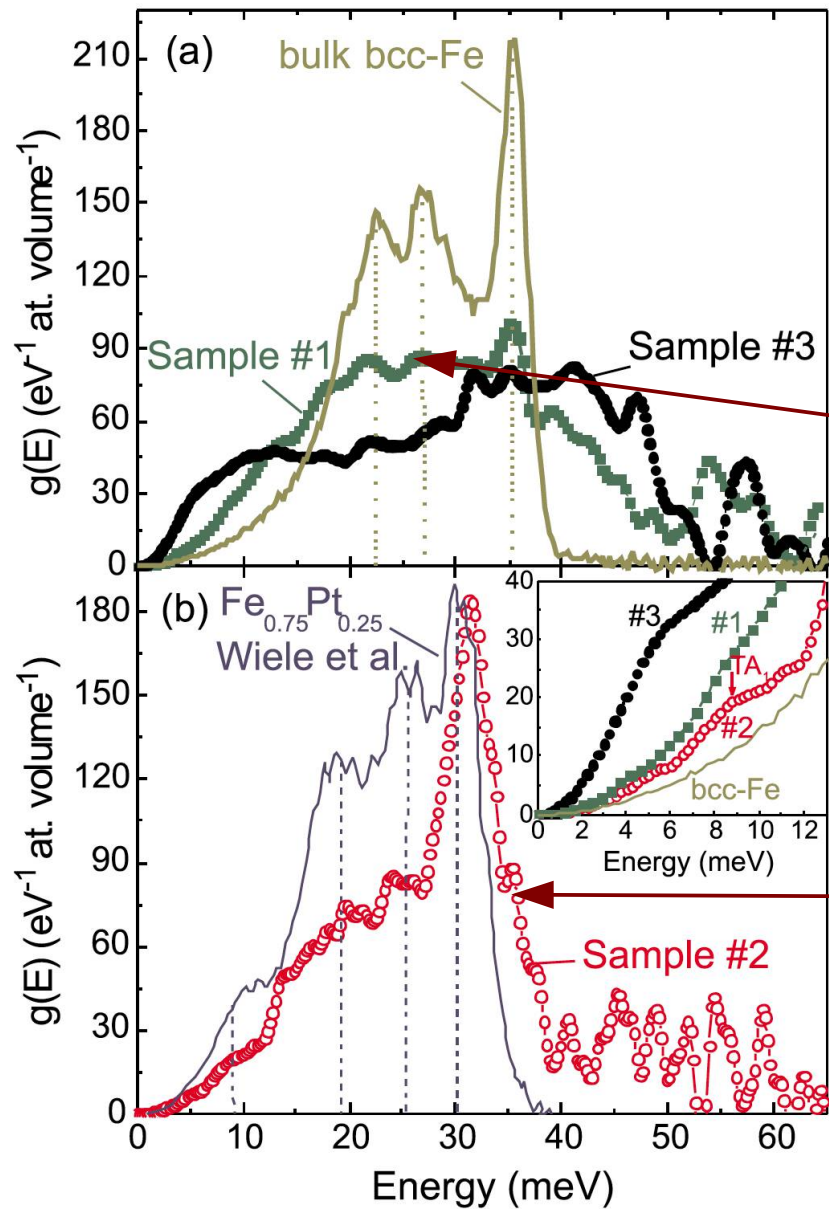 (a)
bulk bcc-Fe
g(E) (eV⁻¹ at. volume⁻¹)
210
180
150
120
90
60
30
0
Sample #1
Sample #3
(b)
Fe₀.₇₅Pt₀.₂₅
Wiele et al.
g(E) (eV⁻¹ at. volume⁻¹)
180
150
120
90
60
30
0
40
30
20
10
0
#3
#1
TA₁
#2
bcc-Fe
0 2 4 6 8 10 12
Energy (meV)
Sample #2
0 10 20 30 40 50 60
Energy (meV)